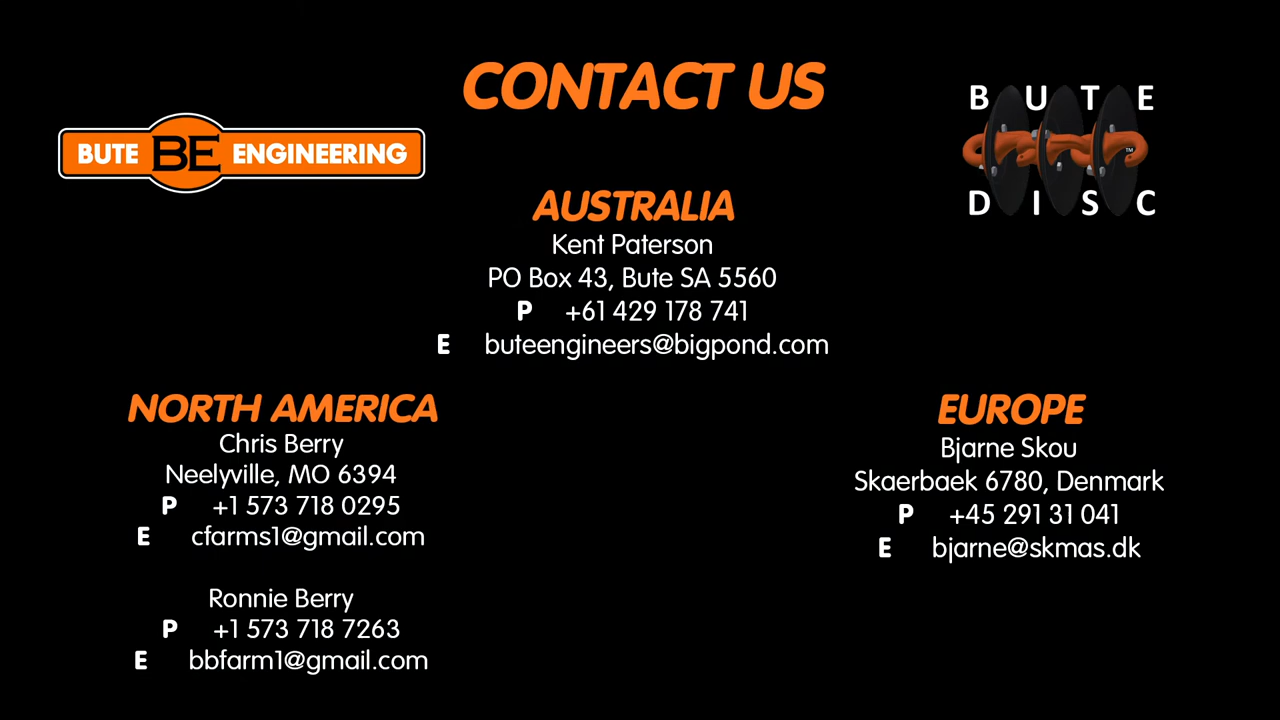 CONTACT US
BUTE BE ENGINEERING
B U T E
TM
D I S C
AUSTRALIA
Kent Paterson
PO Box 43, Bute SA 5560
P +61 429 178 741
E buteengineers@bigpond.com
NORTH AMERICA
Chris Berry
Neelyville, MO 6394
P +1 573 718 0295
E cfarms1@gmail.com
Ronnie Berry
P +1 573 718 7263
E bbfarm1@gmail.com
EUROPE
Bjarne Skou
Skaerbaek 6780, Denmark
P +45 291 31 041
E bjarne@skmas.dk